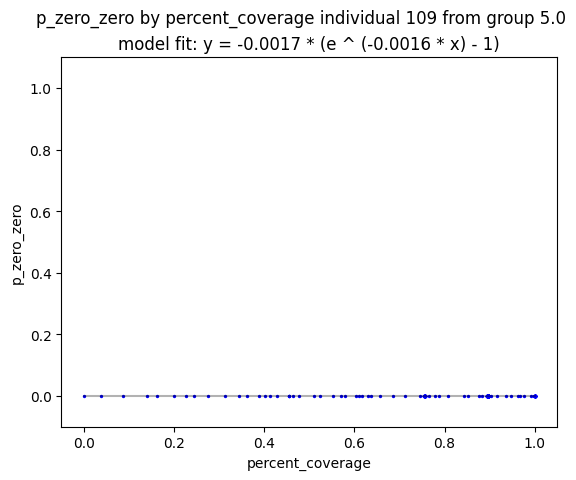 p_zero_zero by percent_coverage individual 109 from group 5.0
model fit: y = -0.0017 * (e ^ (-0.0016 * x) - 1)
1.0
0.8
0.6
0.4
0.2
0.0
p_zero_zero
0.0 0.2 0.4 0.6 0.8 1.0
percent_coverage